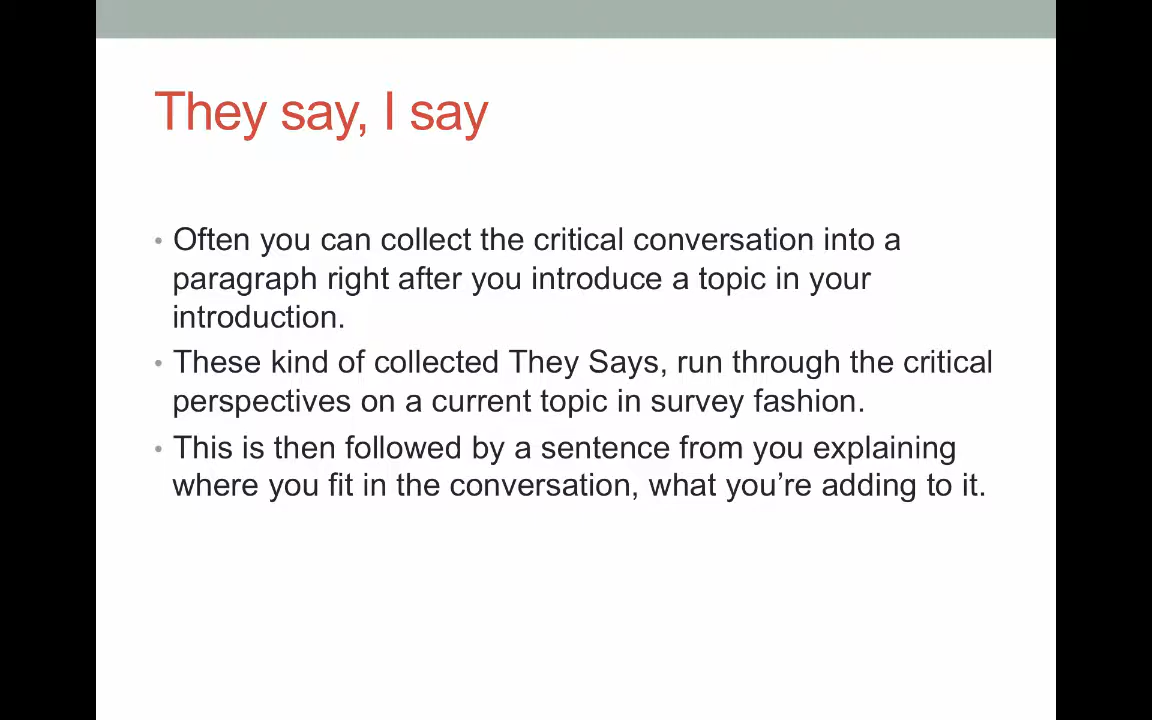 They say, I say
• Often you can collect the critical conversation into a
paragraph right after you introduce a topic in your
introduction.
• These kind of collected They Says, run through the critical
perspectives on a current topic in survey fashion.
• This is then followed by a sentence from you explaining
where you fit in the conversation, what you’re adding to it.